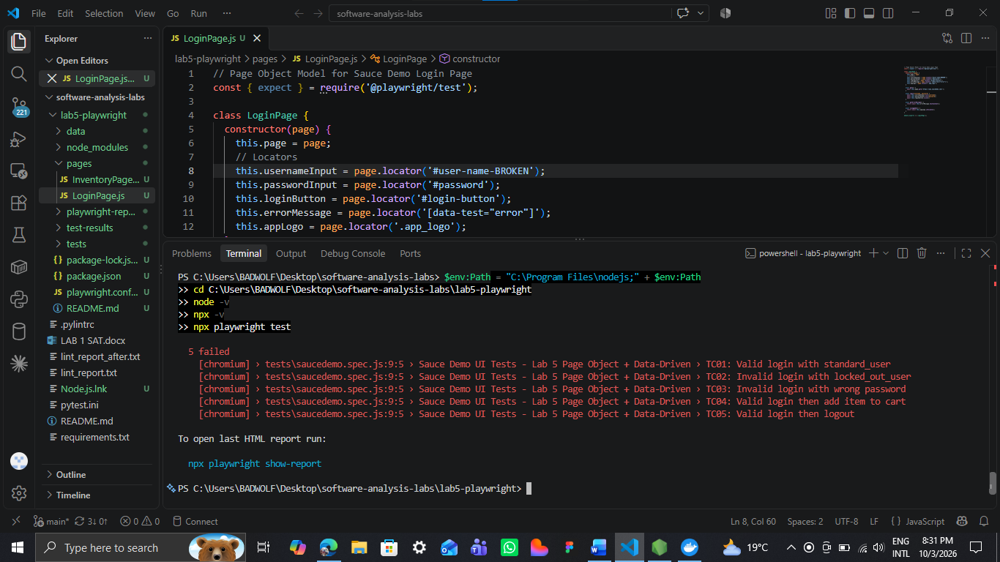 File Edit Selection View Go Run ··· software-analysis-labs
Explorer ···
Open Editors
JS LoginPage.js... U
software-analysis-labs
lab5-playwright
data
node_modules
pages
JS InventoryPage... U
JS LoginPage.js U
playwright-rep...
test-results
tests
{} package-lock.js... U
{} package.json U
playwright.conf... U
README.md U
.pylintrc
LAB 1 SAT.docx
lint_report_after.txt
lint_report.txt
Node.js.lnk U
pytest.ini
README.md
requirements.txt
Outline
Timeline
221
JS LoginPage.js U
lab5-playwright > pages > JS LoginPage.js > LoginPage > constructor
1 // Page Object Model for Sauce Demo Login Page
2 const { expect } = require('@playwright/test');
3
4 class LoginPage {
5 constructor(page) {
6 this.page = page;
7 // Locators
8 this.usernameInput = page.locator('#user-name-BROKEN');
9 this.passwordInput = page.locator('#password');
10 this.loginButton = page.locator('#login-button');
11 this.errorMessage = page.locator('[data-test="error"]');
12 this.appLogo = page.locator('.app_logo');
Problems Terminal Output Debug Console Ports powershell - lab5-playwright
PS C:\Users\BADWOLF\Desktop\software-analysis-labs> $env:Path = "C:\Program Files\nodejs;" + $env:Path
>> cd C:\Users\BADWOLF\Desktop\software-analysis-labs\lab5-playwright
>> node -v
>> npx -v
>> npx playwright test
5 failed
[chromium] › tests\saucedemo.spec.js:9:5 › Sauce Demo UI Tests - Lab 5 Page Object + Data-Driven › TC01: Valid login with standard_user
[chromium] › tests\saucedemo.spec.js:9:5 › Sauce Demo UI Tests - Lab 5 Page Object + Data-Driven › TC02: Invalid login with locked_out_user
[chromium] › tests\saucedemo.spec.js:9:5 › Sauce Demo UI Tests - Lab 5 Page Object + Data-Driven › TC03: Invalid login with wrong password
[chromium] › tests\saucedemo.spec.js:9:5 › Sauce Demo UI Tests - Lab 5 Page Object + Data-Driven › TC04: Valid login then add item to cart
[chromium] › tests\saucedemo.spec.js:9:5 › Sauce Demo UI Tests - Lab 5 Page Object + Data-Driven › TC05: Valid login then logout
To open last HTML report run:
npx playwright show-report
PS C:\Users\BADWOLF\Desktop\software-analysis-labs\lab5-playwright>
main* 3↓ 0↑ 0 0 Connect Ln 8, Col 60 Spaces: 2 UTF-8 LF {} JavaScript
Type here to search 19°C ENG INTL 8:31 PM 10/3/2026